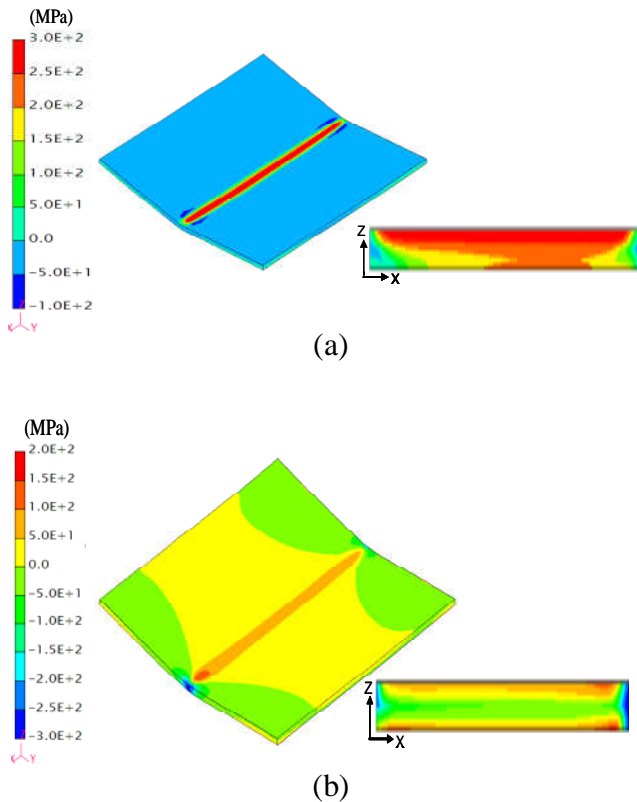 (MPa)
3.0E+2
2.5E+2
2.0E+2
1.5E+2
1.0E+2
5.0E+1
0.0
-5.0E+1
-1.0E+2
Z
X
X Y
Z
(a)
(MPa)
2.0E+2
1.5E+2
1.0E+2
5.0E+1
0.0
-5.0E+1
-1.0E+2
-1.5E+2
-2.0E+2
-2.5E+2
-3.0E+2
Z
X
X Y
Z
(b)